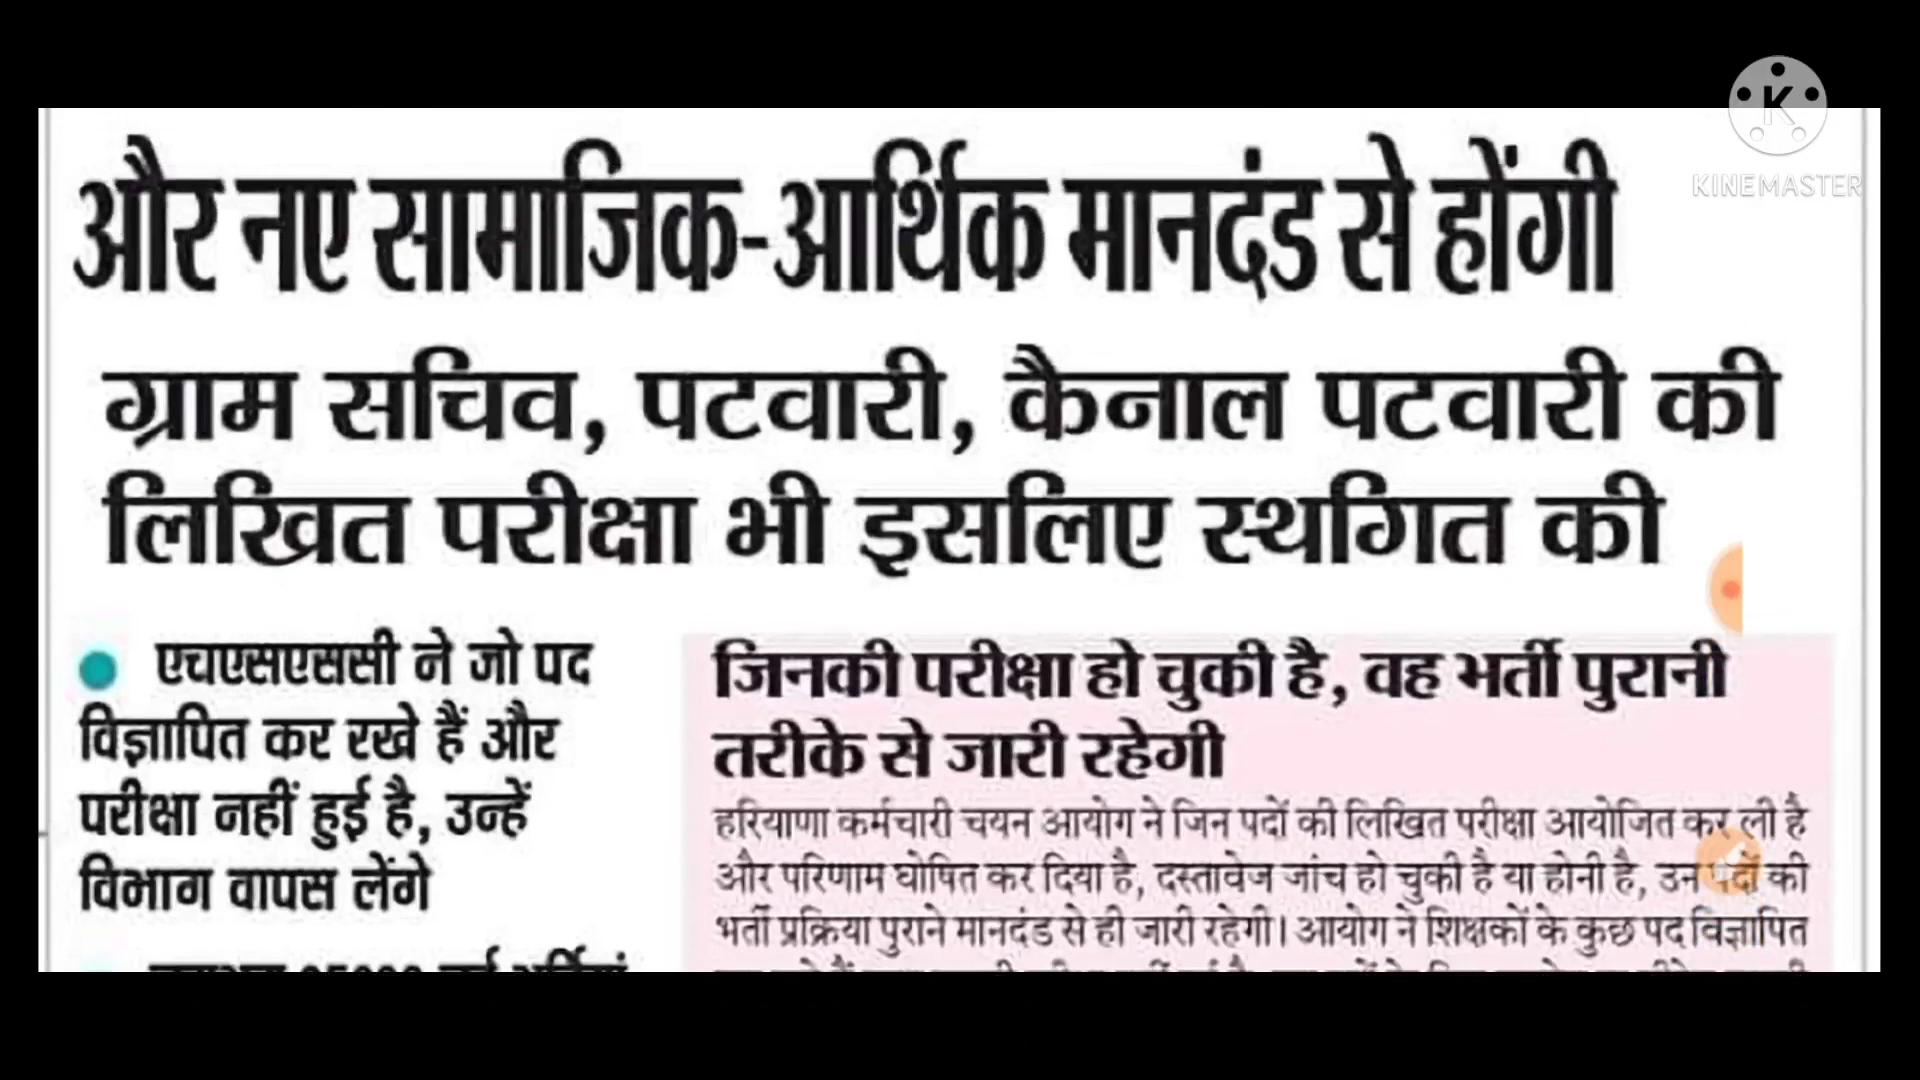 K
KINEMASTER
और नए सामाजिक-आर्थिक मानदंड से होंगी
ग्राम सचिव, पटवारी, कैनाल पटवारी की
लिखित परीक्षा भी इसलिए स्थगित की
एचएसएससी ने जो पद
विज्ञापित कर रखे हैं और
परीक्षा नहीं हुई है, उन्हें
विभाग वापस लेंगे
जिनकी परीक्षा हो चुकी है, वह भर्ती पुरानी
तरीके से जारी रहेगी
हरियाणा कर्मचारी चयन आयोग ने जिन पदों की लिखित परीक्षा आयोजित कर ली है
और परिणाम घोषित कर दिया है, दस्तावेज जांच हो चुकी है या होनी है, उन पदों की
भर्ती प्रक्रिया पुराने मानदंड से ही जारी रहेगी। आयोग ने शिक्षकों के कुछ पद विज्ञापित